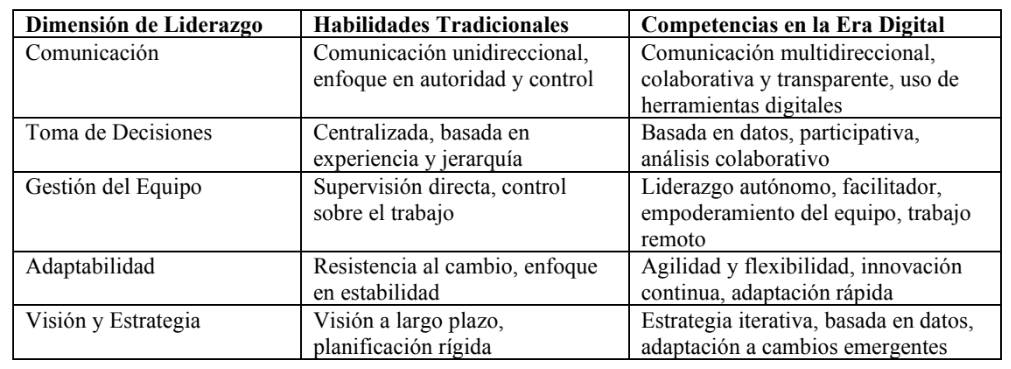 Dimensión de Liderazgo Habilidades Tradicionales Competencias en la Era Digital
Comunicación Comunicación unidireccional, Comunicación multidireccional,
enfoque en autoridad y control colaborativa y transparente, uso de
herramientas digitales
Toma de Decisiones Centralizada, basada en Basada en datos, participativa,
experiencia y jerarquía análisis colaborativo
Gestión del Equipo Supervisión directa, control Liderazgo autónomo, facilitador,
sobre el trabajo empoderamiento del equipo, trabajo
remoto
Adaptabilidad Resistencia al cambio, enfoque Agilidad y flexibilidad, innovación
en estabilidad continua, adaptación rápida
Visión y Estrategia Visión a largo plazo, Estrategia iterativa, basada en datos,
planificación rígida adaptación a cambios emergentes